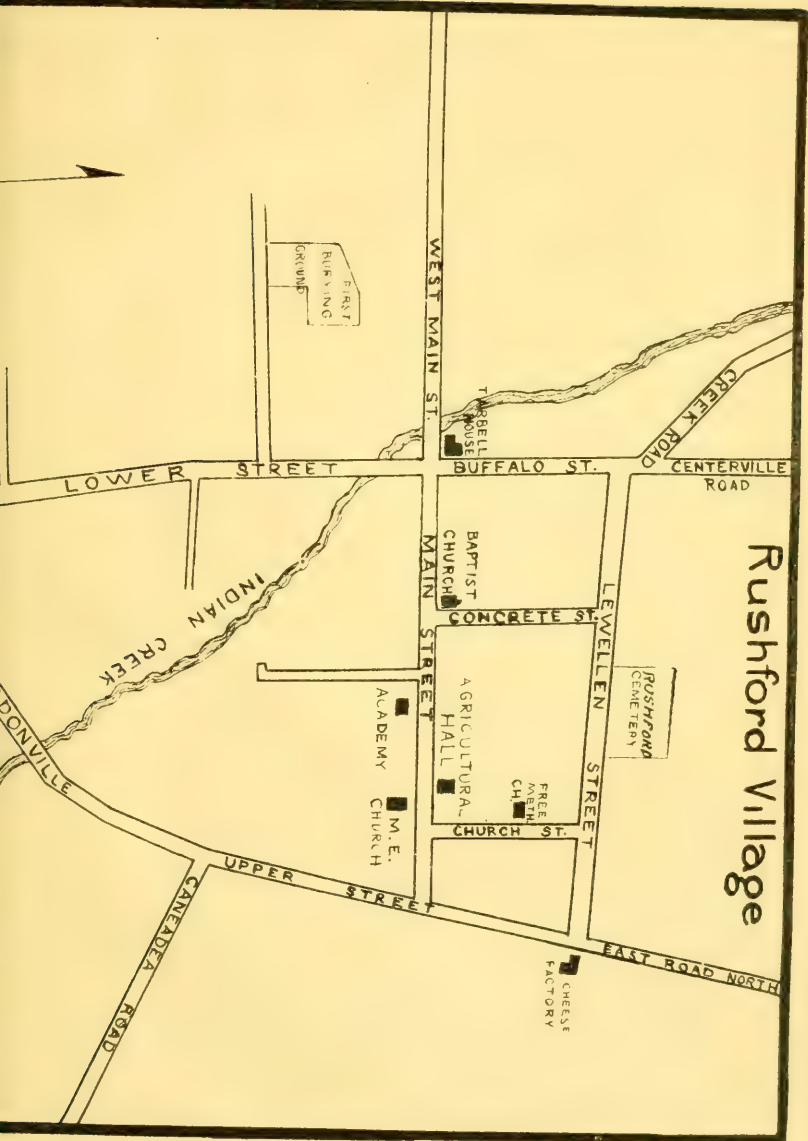 Rushford Village
WEST MAIN ST.
FIRST
BURYING
GROUND
TARBELL
HOUSE
CREEK ROAD
CENTERVILLE
ROAD
BUFFALO ST.
LOWER STREET
INDIAN CREEK
MAIN STREET
BAPTIST
CHURCH
CONCRETE ST.
LEWELLEN STREET
RUSHFORD
CEMETERY
ACADEMY
AGRICULTURAL
HALL
FREE
METH.
CH.
M.E.
CHURCH
CHURCH ST.
DONVILLE
UPPER STREET
CANEADEA ROAD
EAST ROAD NORTH
CHEESE
FACTORY